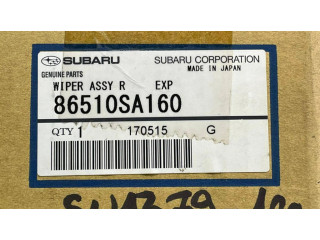 SUBARU SUBARU CORPORATION
GENUINE PARTS MADE IN JAPAN
WIPER ASSY R EXP
86510SA160
QTY 1 170515 G